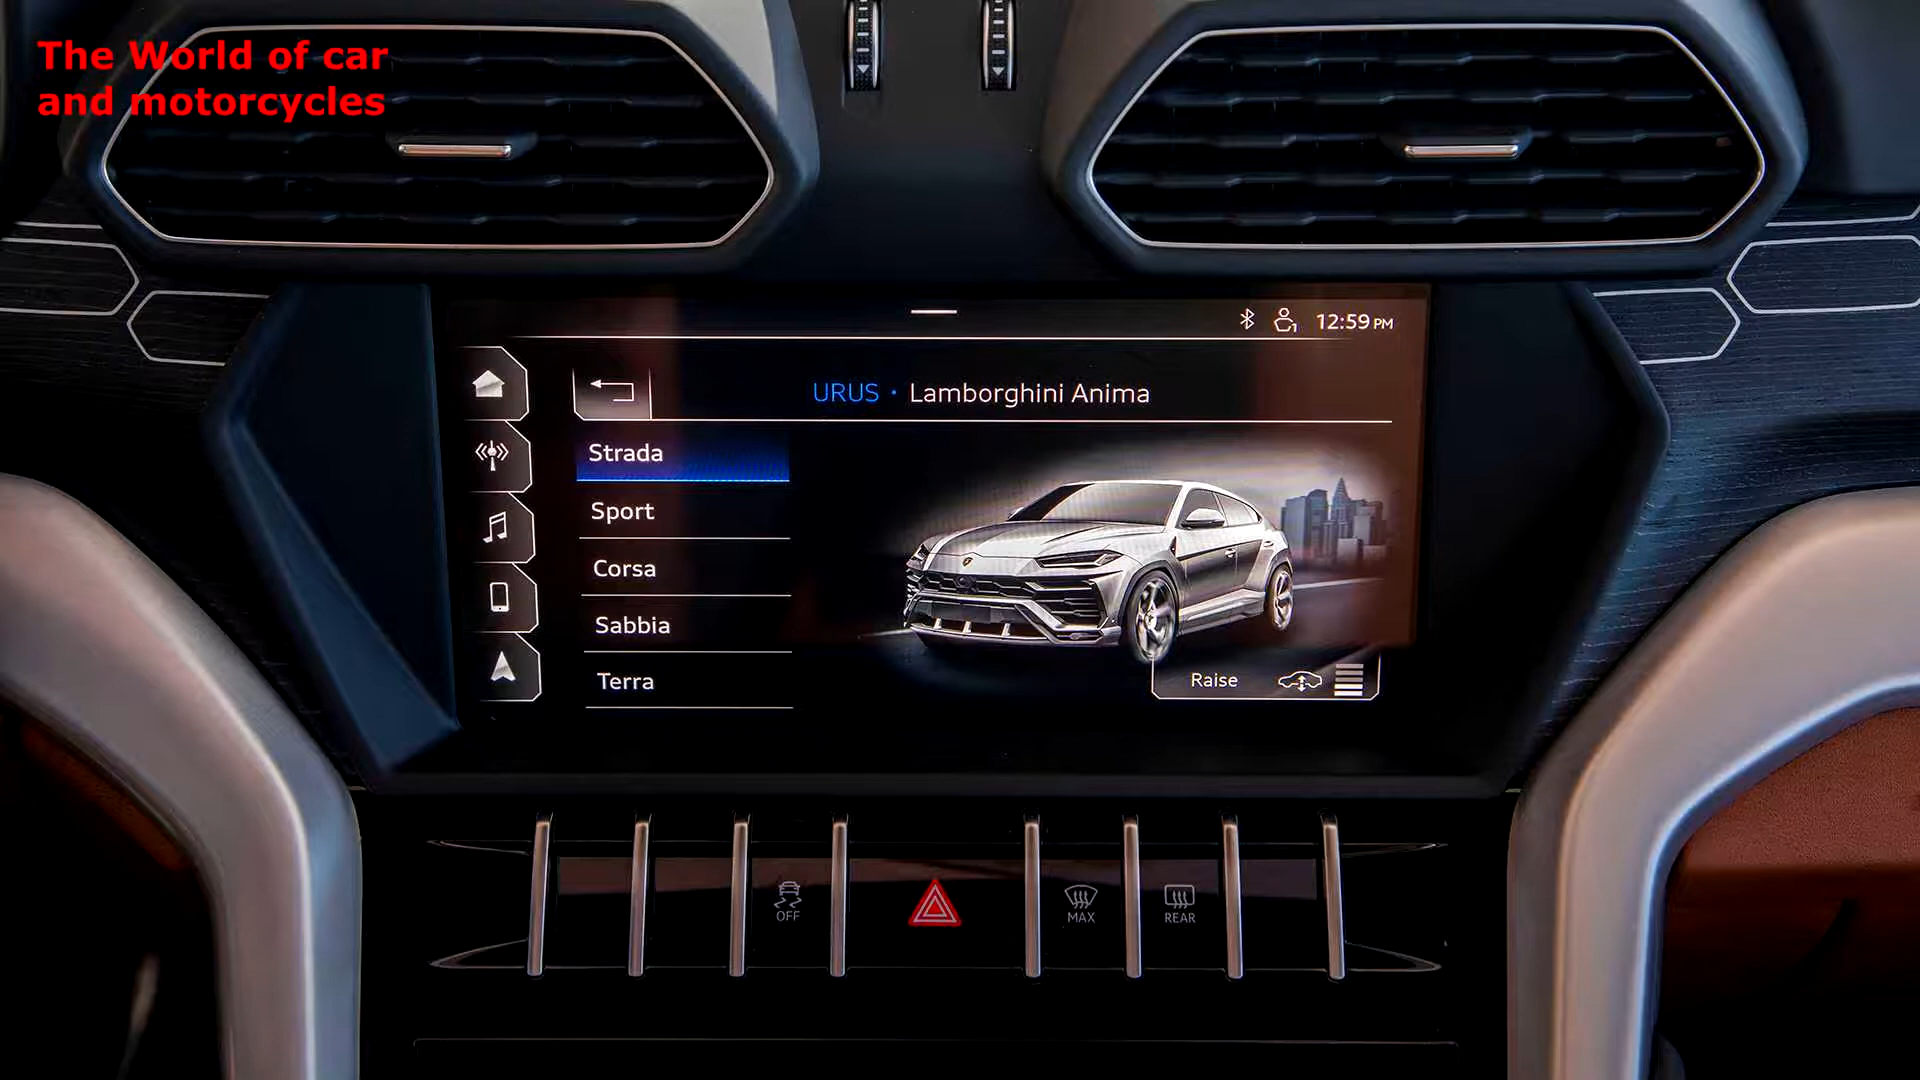 The World of car
and motorcycles
12:59 PM
URUS · Lamborghini Anima
Strada
Sport
Corsa
Sabbia
Terra
Raise
OFF
MAX
REAR